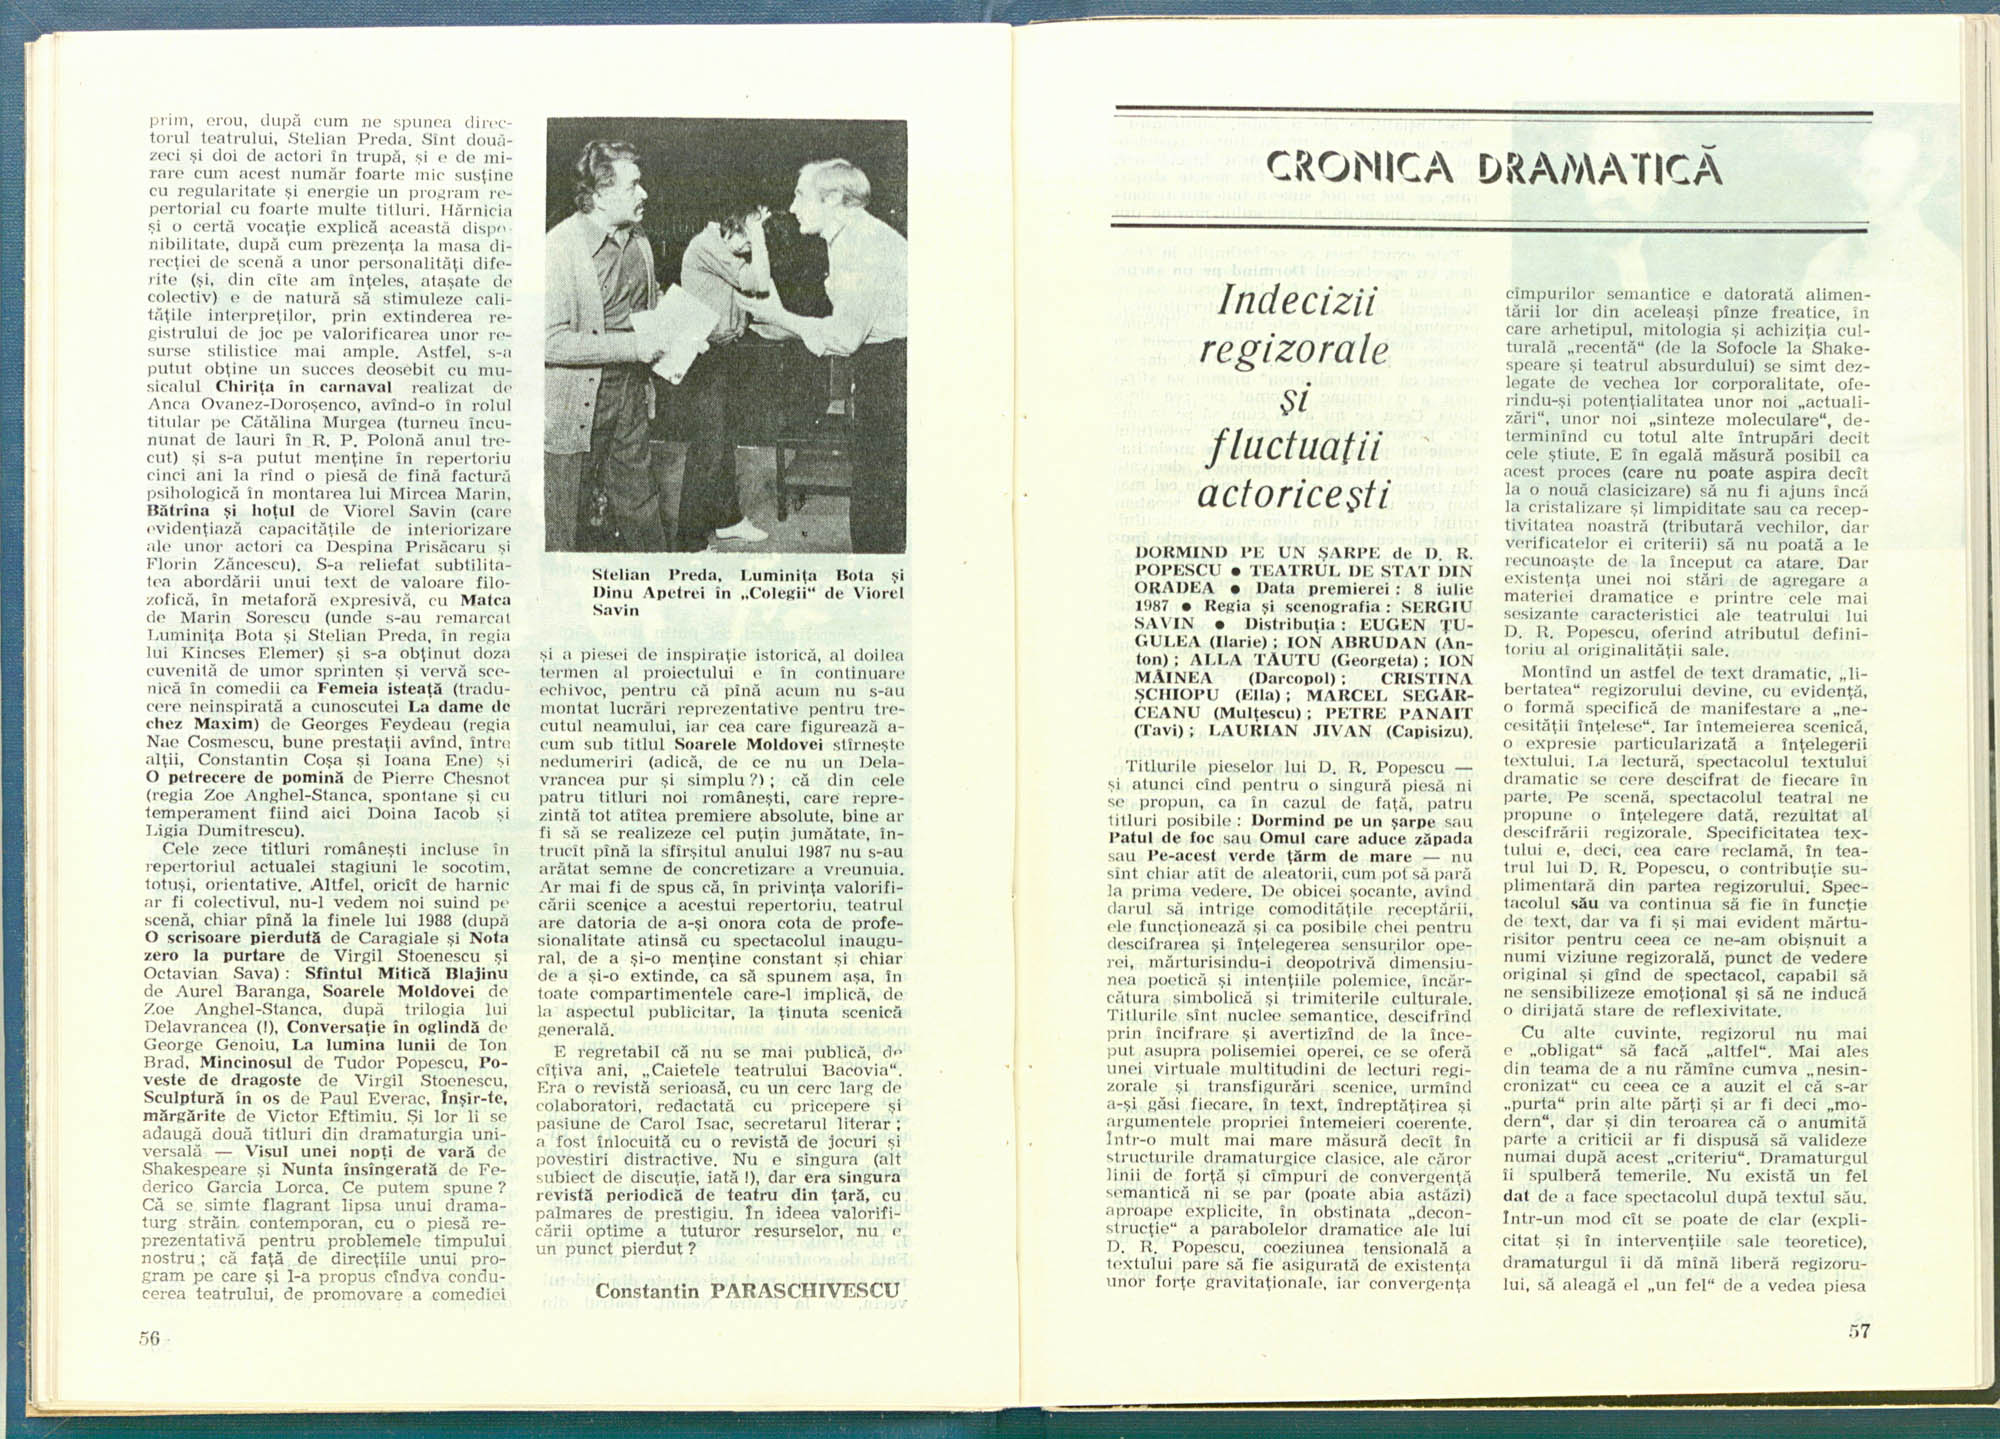 prim, erou, după cum ne spunea direc-
torul teatrului, Stelian Preda. Sînt două-
zeci și doi de actori în trupă, și e de mi-
rare cum acest număr foarte mic susține
cu regularitate și energie un program re-
pertorial cu foarte multe titluri. Hărnicia
și o certă vocație explică această dispo-
nibilitate, după cum prezența la masa di-
recției de scenă a unor personalități dife-
rite (și, din cîte am înțeles, atașate de
colectiv) e de natură să stimuleze cali-
tățile interpreților, prin extinderea re-
gistrului de joc pe valorificarea unor re-
surse stilistice mai ample. Astfel, s-a
putut obține un succes deosebit cu mu-
sicalul Chirița în carnaval realizat de
Anca Ovanez-Doroșenco, avînd-o în rolul
titular pe Cătălina Murgea (turneu încu-
nunat de lauri în R. P. Polonă anul tre-
cut) și s-a putut menține în repertoriu
cinci ani la rînd o piesă de fină factură
psihologică în montarea lui Mircea Marin,
Bătrîna și hoțul de Viorel Savin (care
evidențiază capacitățile de interiorizare
ale unor actori ca Despina Prisăcaru și
Florin Zăncescu). S-a reliefat subtilita-
tea abordării unui text de valoare filo-
zofică, în metaforă expresivă, cu Matca
de Marin Sorescu (unde s-au remarcat
Luminița Bota și Stelian Preda, în regia
lui Kincses Elemer) și s-a obținut doza
cuvenită de umor sprinten și vervă sce-
nică în comedii ca Femeia isteață (tradu-
cere neinspirată a cunoscutei La dame de
chez Maxim) de Georges Feydeau (regia
Nae Cosmescu, bune prestații avînd, între
alții, Constantin Coșa și Ioana Ene) și
O petrecere de pomină de Pierre Chesnot
(regia Zoe Anghel-Stanca, spontane și cu
temperament fiind aici Doina Iacob și
Ligia Dumitrescu).
Cele zece titluri românești incluse în
repertoriul actualei stagiuni le socotim,
totuși, orientative. Altfel, oricît de harnic
ar fi colectivul, nu-l vedem noi suind pe
scenă, chiar pînă la finele lui 1988 (după
O scrisoare pierdută de Caragiale și Nota
zero la purtare de Virgil Stoenescu și
Octavian Sava) : Sfîntul Mitică Blajinu
de Aurel Baranga, Soarele Moldovei de
Zoe Anghel-Stanca, după trilogia lui
Delavrancea (!), Conversație în oglindă de
George Genoiu, La lumina lunii de Ion
Brad, Mincinosul de Tudor Popescu, Po-
veste de dragoste de Virgil Stoenescu,
Sculptură în os de Paul Everac, Înșir-te,
mărgărite de Victor Eftimiu. Și lor li se
adaugă două titluri din dramaturgia uni-
versală — Visul unei nopți de vară de
Shakespeare și Nunta însîngerată de Fe-
derico Garcia Lorca. Ce putem spune ?
Că se simte flagrant lipsa unui drama-
turg străin contemporan, cu o piesă re-
prezentativă pentru problemele timpului
nostru ; că față de direcțiile unui pro-
gram pe care și l-a propus cîndva condu-
cerea teatrului, de promovare a comediei
56
Stelian Preda, Luminița Bota și
Dinu Apetrei în „Colegii“ de Viorel
Savin
și a piesei de inspirație istorică, al doilea
termen al proiectului e în continuare
echivoc, pentru că pînă acum nu s-au
montat lucrări reprezentative pentru tre-
cutul neamului, iar cea care figurează a-
cum sub titlul Soarele Moldovei stîrnește
nedumeriri (adică, de ce nu un Dela-
vrancea pur și simplu ?) ; că din cele
patru titluri noi românești, care repre-
zintă tot atîtea premiere absolute, bine ar
fi să se realizeze cel puțin jumătate, în-
trucît pînă la sfîrșitul anului 1987 nu s-au
arătat semne de concretizare a vreunuia.
Ar mai fi de spus că, în privința valorifi-
cării scenice a acestui repertoriu, teatrul
are datoria de a-și onora cota de profe-
sionalitate atinsă cu spectacolul inaugu-
ral, de a și-o menține constant și chiar
de a și-o extinde, ca să spunem așa, în
toate compartimentele care-l implică, de
la aspectul publicitar, la ținuta scenică
generală.
E regretabil că nu se mai publică, de
cîțiva ani, „Caietele teatrului Bacovia“.
Era o revistă serioasă, cu un cerc larg de
colaboratori, redactată cu pricepere și
pasiune de Carol Isac, secretarul literar ;
a fost înlocuită cu o revistă de jocuri și
povestiri distractive. Nu e singura (alt
subiect de discuție, iată !), dar era singura
revistă periodică de teatru din țară, cu
palmares de prestigiu. În ideea valorifi-
cării optime a tuturor resurselor, nu e
un punct pierdut ?
Constantin PARASCHIVESCU
CRONICA DRAMATICĂ
Indecizii
regizorale
și
fluctuații
actoricești
DORMIND PE UN ȘARPE de D. R.
POPESCU ● TEATRUL DE STAT DIN
ORADEA ● Data premierei : 8 iulie
1987 ● Regia și scenografia : SERGIU
SAVIN ● Distribuția : EUGEN ȚU-
GULEA (Ilarie) ; ION ABRUDAN (An-
ton) ; ALLA TĂUTU (Georgeta) ; ION
MÂINEA (Darcopol) ; CRISTINA
ȘCHIOPU (Ella) ; MARCEL SEGĂR-
CEANU (Mulțescu) ; PETRE PANAIT
(Tavi) ; LAURIAN JIVAN (Capisizu).
Titlurile pieselor lui D. R. Popescu —
și atunci cînd pentru o singură piesă ni
se propun, ca în cazul de față, patru
titluri posibile : Dormind pe un șarpe sau
Patul de foc sau Omul care aduce zăpada
sau Pe-acest verde țărm de mare — nu
sînt chiar atît de aleatorii, cum pot să pară
la prima vedere. De obicei șocante, avînd
darul să intrige comoditățile receptării,
ele funcționează și ca posibile chei pentru
descifrarea și înțelegerea sensurilor ope-
rei, mărturisindu-i deopotrivă dimensiu-
nea poetică și intențiile polemice, încăr-
cătura simbolică și trimiterile culturale.
Titlurile sînt nuclee semantice, descifrînd
prin încifrare și avertizînd de la înce-
put asupra polisemiei operei, ce se oferă
unei virtuale multitudini de lecturi regi-
zorale și transfigurări scenice, urmînd
a-și găsi fiecare, în text, îndreptățirea și
argumentele propriei întemeieri coerente.
Într-o mult mai mare măsură decît în
structurile dramaturgice clasice, ale căror
linii de forță și cîmpuri de convergență
semantică ni se par (poate abia astăzi)
aproape explicite, în obstinata „decon-
strucție“ a parabolelor dramatice ale lui
D. R. Popescu, coeziunea tensională a
textului pare să fie asigurată de existența
unor forțe gravitaționale, iar convergența
cîmpurilor semantice e datorată alimen-
tării lor din aceleași pînze freatice, în
care arhetipul, mitologia și achiziția cul-
turală „recentă“ (de la Sofocle la Shake-
speare și teatrul absurdului) se simt dez-
legate de vechea lor corporalitate, ofe-
rindu-și potențialitatea unor noi „actuali-
zări“, unor noi „sinteze moleculare“, de-
terminînd cu totul alte întrupări decît
cele știute. E în egală măsură posibil ca
acest proces (care nu poate aspira decît
la o nouă clasicizare) să nu fi ajuns încă
la cristalizare și limpiditate sau ca recep-
tivitatea noastră (tributară vechilor, dar
verificatelor ei criterii) să nu poată a le
recunoaște de la început ca atare. Dar
existența unei noi stări de agregare a
materiei dramatice e printre cele mai
sesizante caracteristici ale teatrului lui
D. R. Popescu, oferind atributul defini-
toriu al originalității sale.
Montînd un astfel de text dramatic, „li-
bertatea“ regizorului devine, cu evidență,
o formă specifică de manifestare a „ne-
cesității înțelese“. Iar întemeierea scenică,
o expresie particularizată a înțelegerii
textului. La lectură, spectacolul textului
dramatic se cere descifrat de fiecare în
parte. Pe scenă, spectacolul teatral ne
propune o înțelegere dată, rezultat al
descifrării regizorale. Specificitatea tex-
tului e, deci, cea care reclamă, în tea-
trul lui D. R. Popescu, o contribuție su-
plimentară din partea regizorului. Spec-
tacolul său va continua să fie în funcție
de text, dar va fi și mai evident mărtu-
risitor pentru ceea ce ne-am obișnuit a
numi viziune regizorală, punct de vedere
original și gînd de spectacol, capabil să
ne sensibilizeze emoțional și să ne inducă
o dirijată stare de reflexivitate.
Cu alte cuvinte, regizorul nu mai
e „obligat“ să facă „altfel“. Mai ales
din teama de a nu rămîne cumva „nesin-
cronizat“ cu ceea ce a auzit el că s-ar
„purta“ prin alte părți și ar fi deci „mo-
dern“, dar și din teroarea că o anumită
parte a criticii ar fi dispusă să valideze
numai după acest „criteriu“. Dramaturgul
îi spulberă temerile. Nu există un fel
dat de a face spectacolul după textul său.
Într-un mod cît se poate de clar (expli-
citat și în intervențiile sale teoretice),
dramaturgul îi dă mînă liberă regizoru-
lui, să aleagă el „un fel“ de a vedea piesa
57